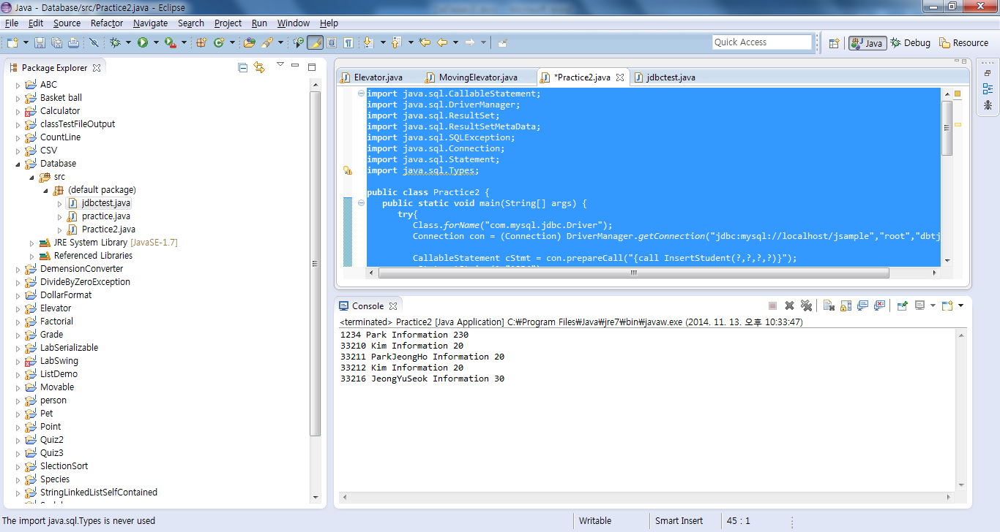 Java - Database/src/Practice2.java - Eclipse
File Edit Source Refactor Navigate Search Project Run Window Help
Quick Access
Java
Debug
Resource
Package Explorer
ABC
Basket ball
Calculator
classTestFileOutput
CountLine
CSV
Database
src
(default package)
jdbctest.java
practice.java
Practice2.java
JRE System Library [JavaSE-1.7]
Referenced Libraries
DemensionConverter
DivideByZeroException
DollarFormat
Elevator
Factorial
Grade
LabSerializable
LabSwing
ListDemo
Movable
person
Pet
Point
Quiz2
Quiz3
SlectionSort
Species
StringLinkedListSelfContained
Elevator.java
MovingElevator.java
*Practice2.java
jdbctest.java
import java.sql.CallableStatement;
import java.sql.DriverManager;
import java.sql.ResultSet;
import java.sql.ResultSetMetaData;
import java.sql.SQLException;
import java.sql.Connection;
import java.sql.Statement;
import java.sql.Types;
public class Practice2 {
public static void main(String[] args) {
try{
Class.forName("com.mysql.jdbc.Driver");
Connection con = (Connection) DriverManager.getConnection("jdbc:mysql://localhost/jsample","root","dbtj
CallableStatement cStmt = con.prepareCall("{call InsertStudent(?,?,?,?)}");
Console
<terminated> Practice2 [Java Application] C:₩Program Files₩Java₩jre7₩bin₩javaw.exe (2014. 11. 13. 오후 10:33:47)
1234 Park Information 230
33210 Kim Information 20
33211 ParkJeongHo Information 20
33212 Kim Information 20
33216 JeongYuSeok Information 30
The import java.sql.Types is never used
Writable
Smart Insert
45 : 1